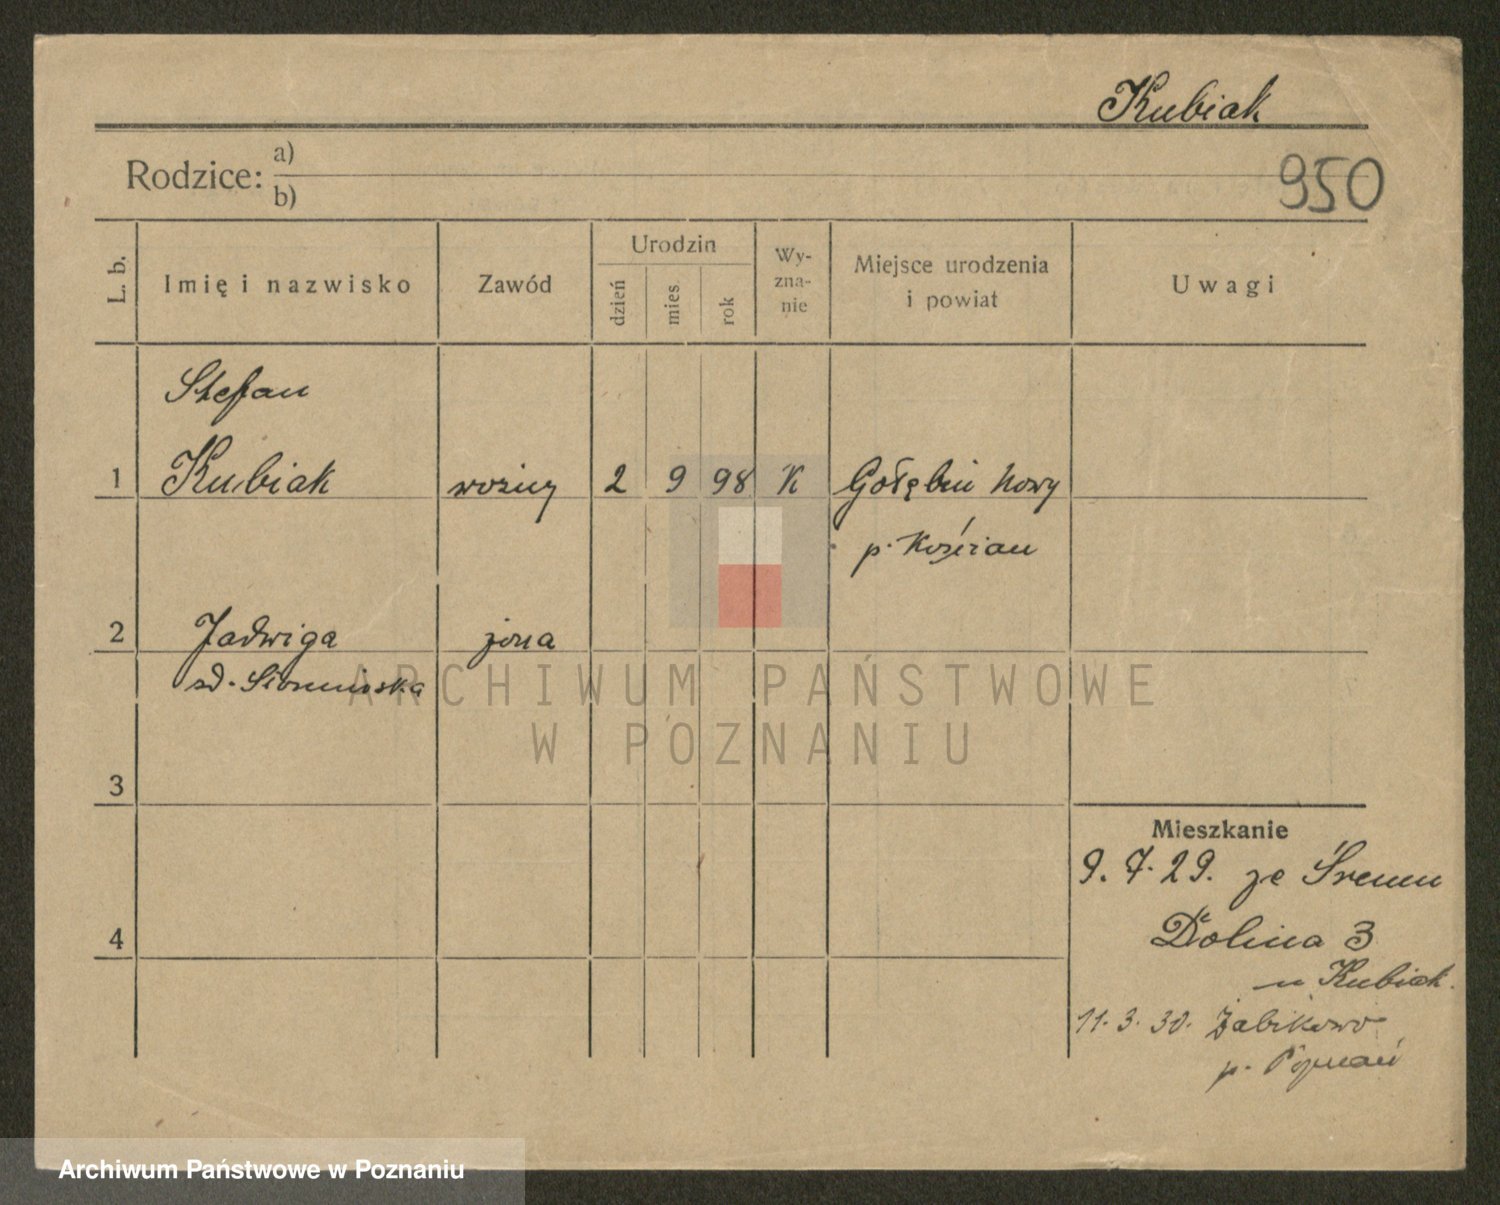 Kubiak
Rodzice: a)
b)
950
L. b.
Imię i nazwisko
Zawód
Urodzin
dzień
mies
rok
Wy-
zna-
nie
Miejsce urodzenia
i powiat
Uwagi
Stefan
1 Kubiak woźny 2 9 98 K Gołębin Nowy
p. Kościan
2 Jadwiga żona
zd.
3
4
Mieszkanie
9. 7. 29. ze Śremu
Dolina 3
u Kubiak.
11. 3. 30. Żabikowo
p. Poznań
ARCHIWUM PAŃSTWOWE
W POZNANIU
Archiwum Państwowe w Poznaniu